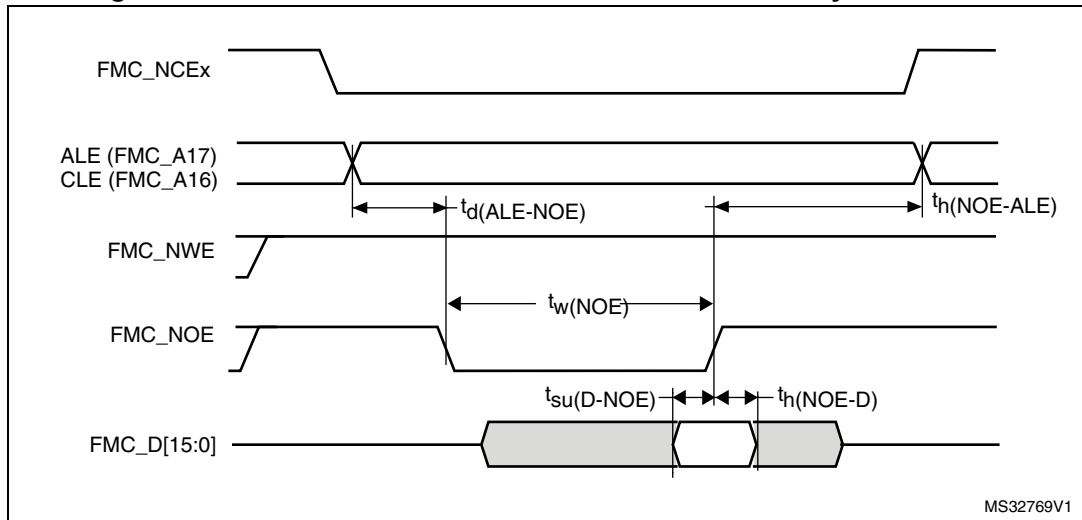 FMC_NCEx
ALE (FMC_A17)
CLE (FMC_A16)
td(ALE-NOE)
th(NOE-ALE)
FMC_NWE
tw(NOE)
FMC_NOE
tsu(D-NOE)
th(NOE-D)
FMC_D[15:0]
MS32769V1